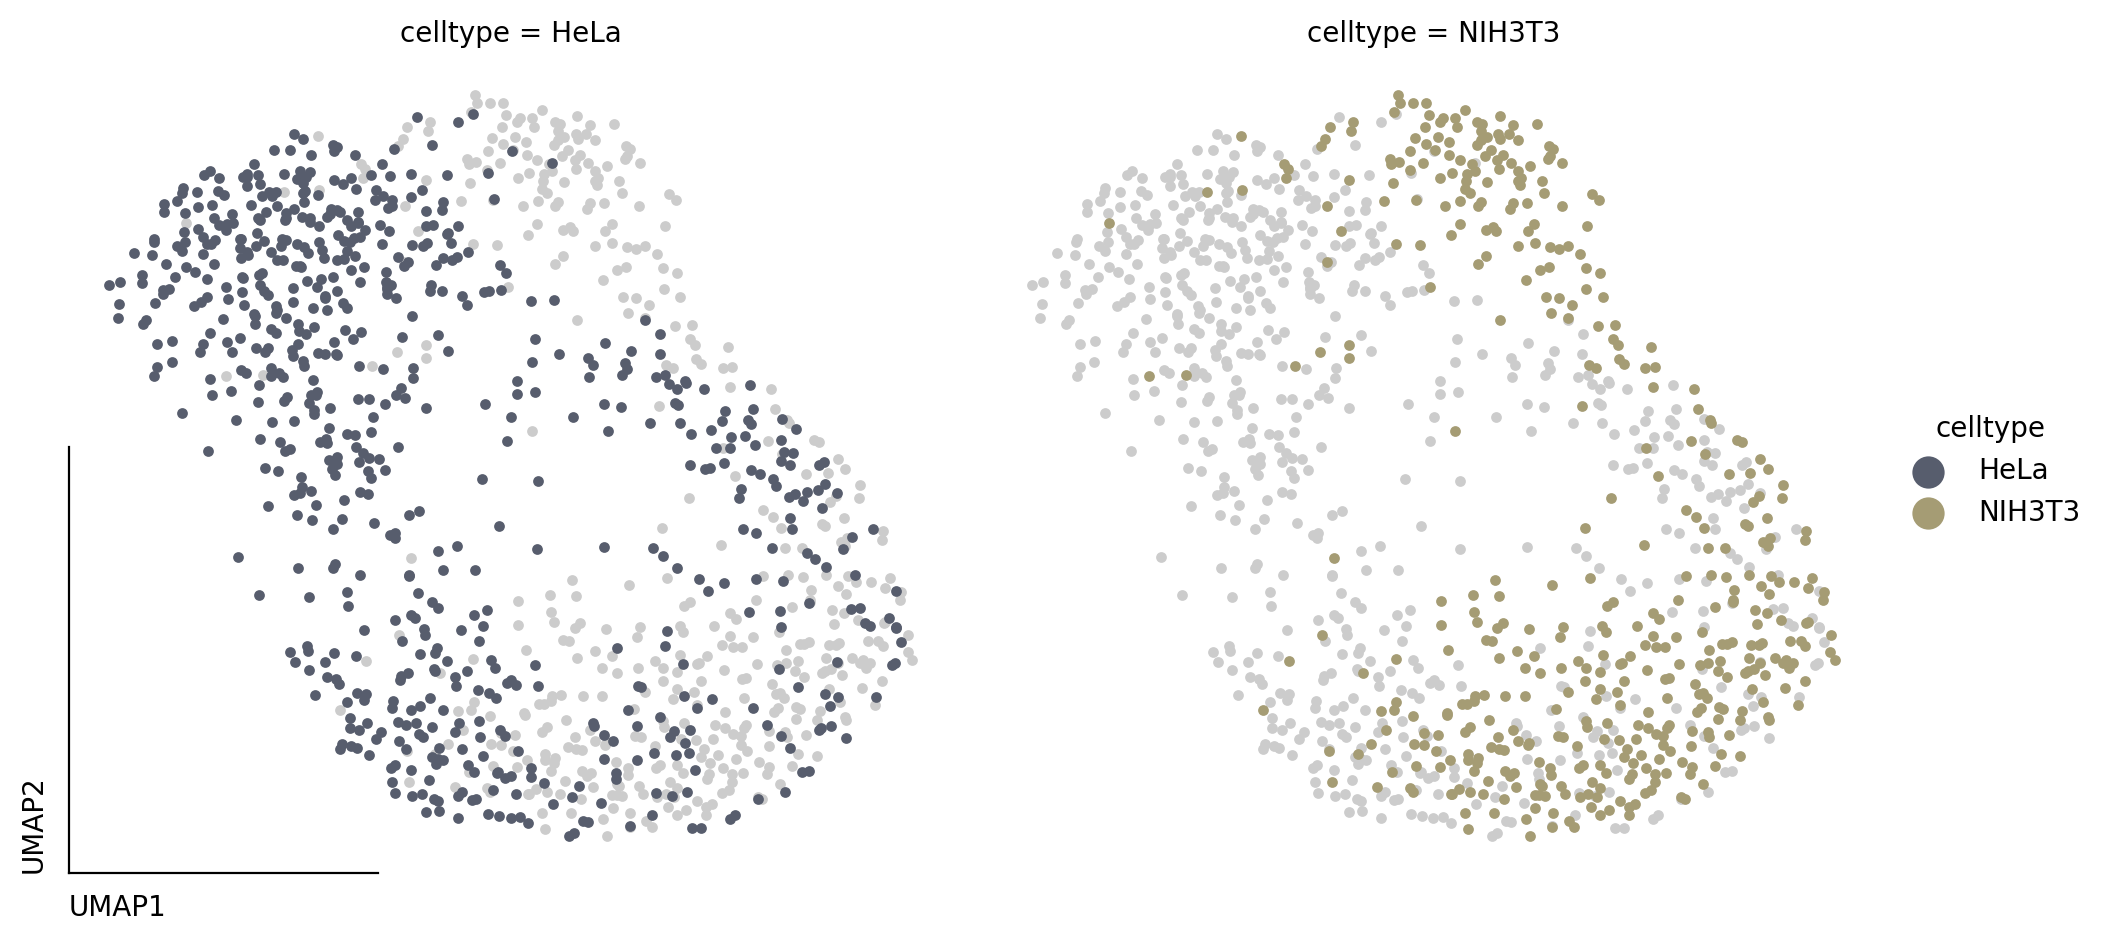 celltype = HeLa
celltype = NIH3T3
celltype
HeLa
NIH3T3
UMAP2
UMAP1